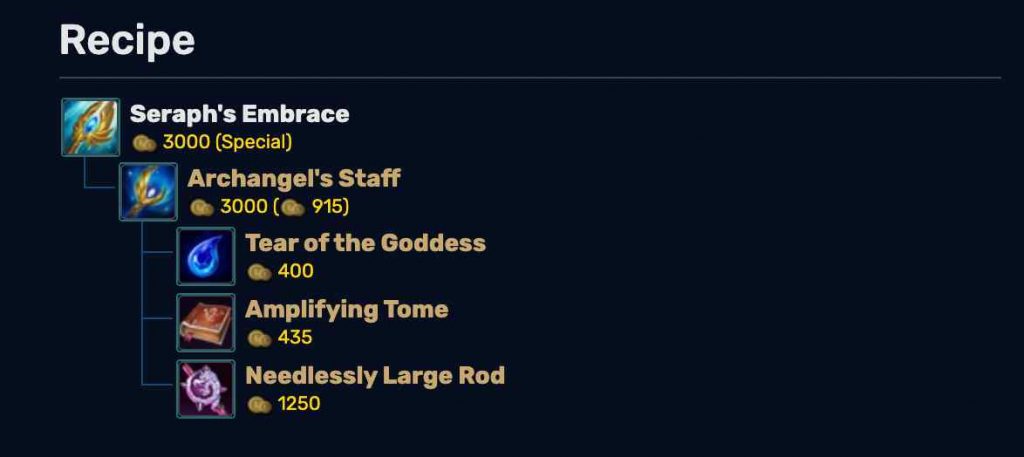 Recipe
Seraph's Embrace
3000 (Special)
Archangel's Staff
3000 ( 915)
Tear of the Goddess
400
Amplifying Tome
435
Needlessly Large Rod
1250